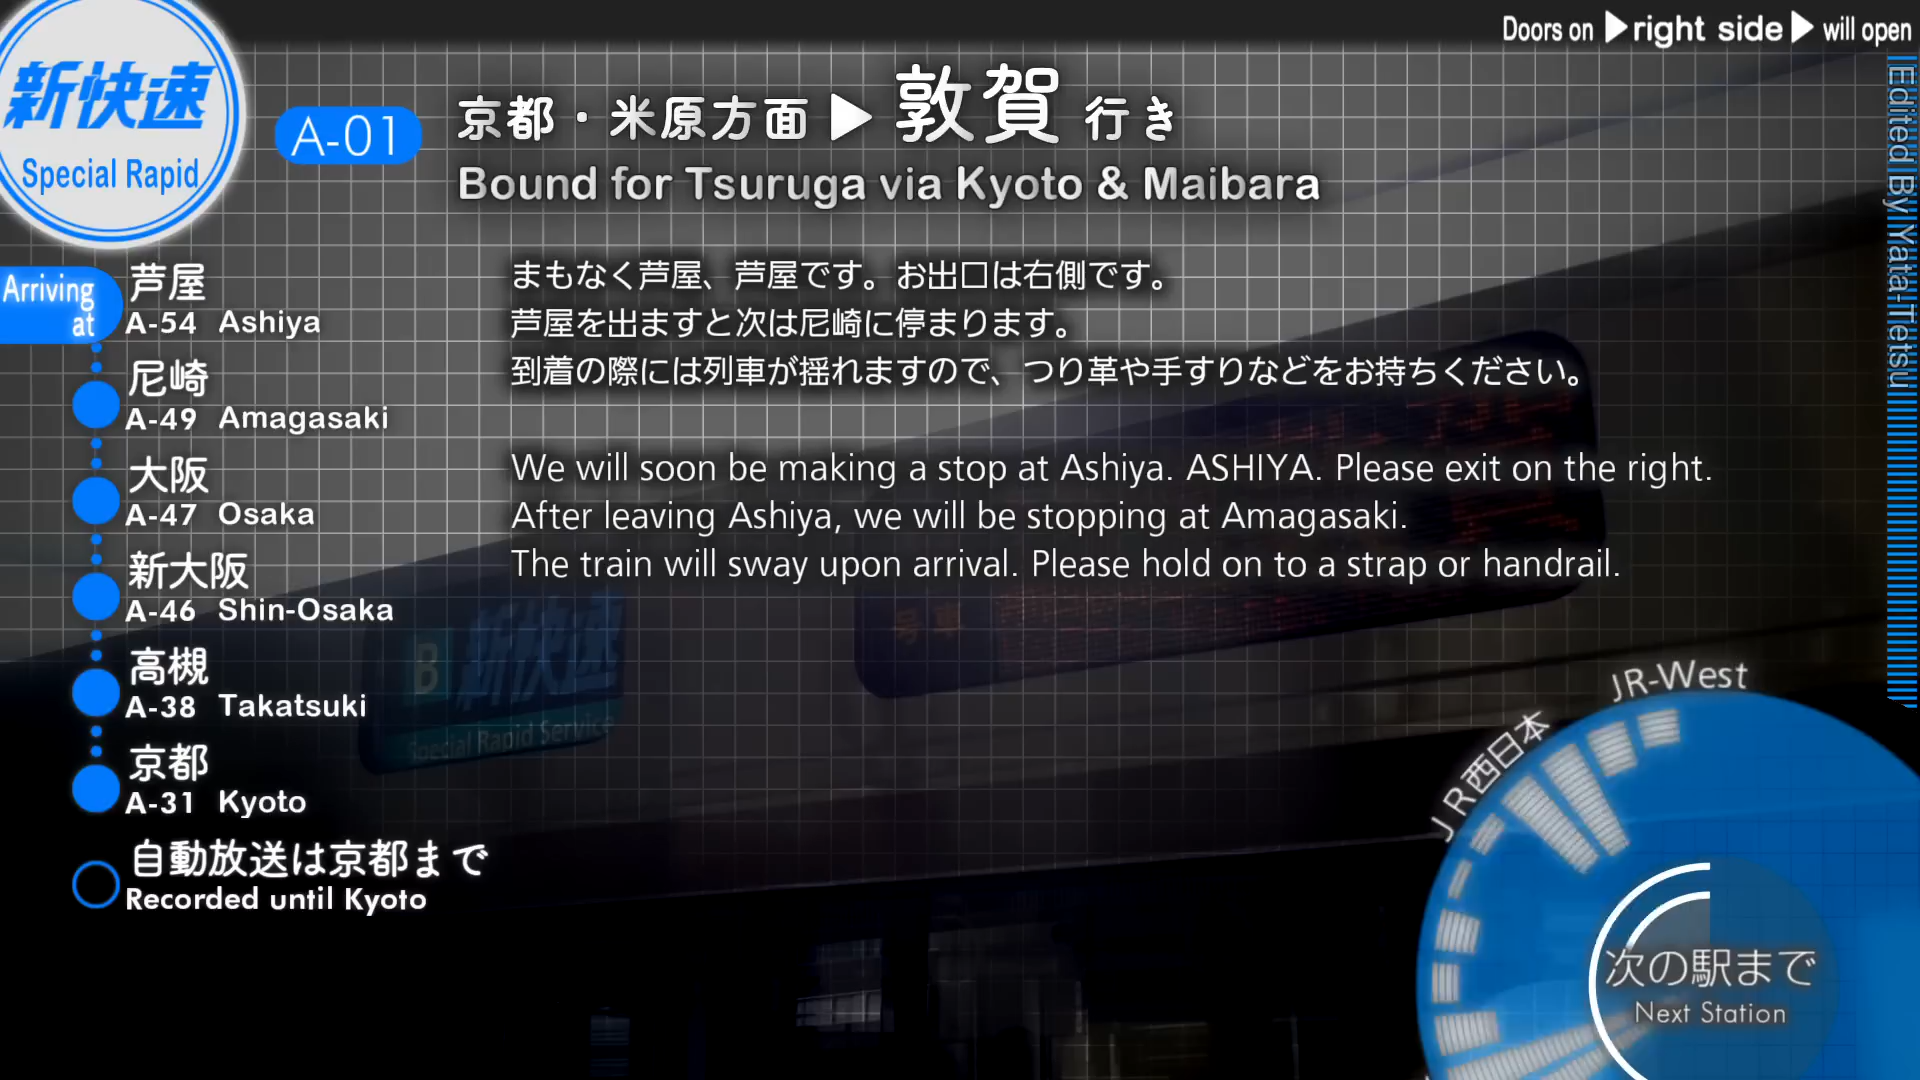 Doors on ▶right side▶ will open
新快速
Special Rapid
A-01
京都・米原方面 ▶ 敦賀 行き
Bound for Tsuruga via Kyoto & Maibara
Edited By Yata-Tetsu
Arriving
at
芦屋
A-54 Ashiya
尼崎
A-49 Amagasaki
大阪
A-47 Osaka
新大阪
A-46 Shin-Osaka
高槻
A-38 Takatsuki
京都
A-31 Kyoto
自動放送は京都まで
Recorded until Kyoto
まもなく芦屋、芦屋です。お出口は右側です。
芦屋を出ますと次は尼崎に停まります。
到着の際には列車が揺れますので、つり革や手すりなどをお持ちください。
We will soon be making a stop at Ashiya. ASHIYA. Please exit on the right.
After leaving Ashiya, we will be stopping at Amagasaki.
The train will sway upon arrival. Please hold on to a strap or handrail.
B 新快速
Special Rapid Service
号車
JR西日本
JR-West
次の駅まで
Next Station